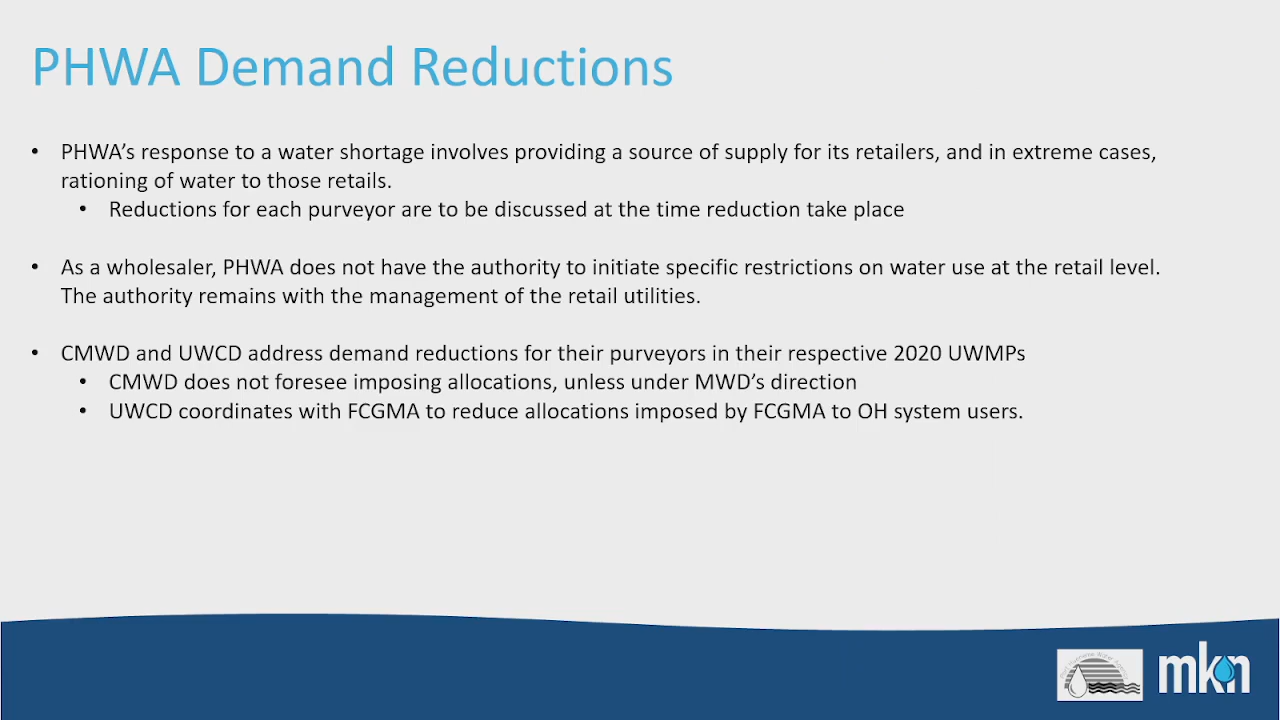 PHWA Demand Reductions
• PHWA’s response to a water shortage involves providing a source of supply for its retailers, and in extreme cases,
rationing of water to those retails.
• Reductions for each purveyor are to be discussed at the time reduction take place
• As a wholesaler, PHWA does not have the authority to initiate specific restrictions on water use at the retail level.
The authority remains with the management of the retail utilities.
• CMWD and UWCD address demand reductions for their purveyors in their respective 2020 UWMPs
• CMWD does not foresee imposing allocations, unless under MWD’s direction
• UWCD coordinates with FCGMA to reduce allocations imposed by FCGMA to OH system users.
mkn